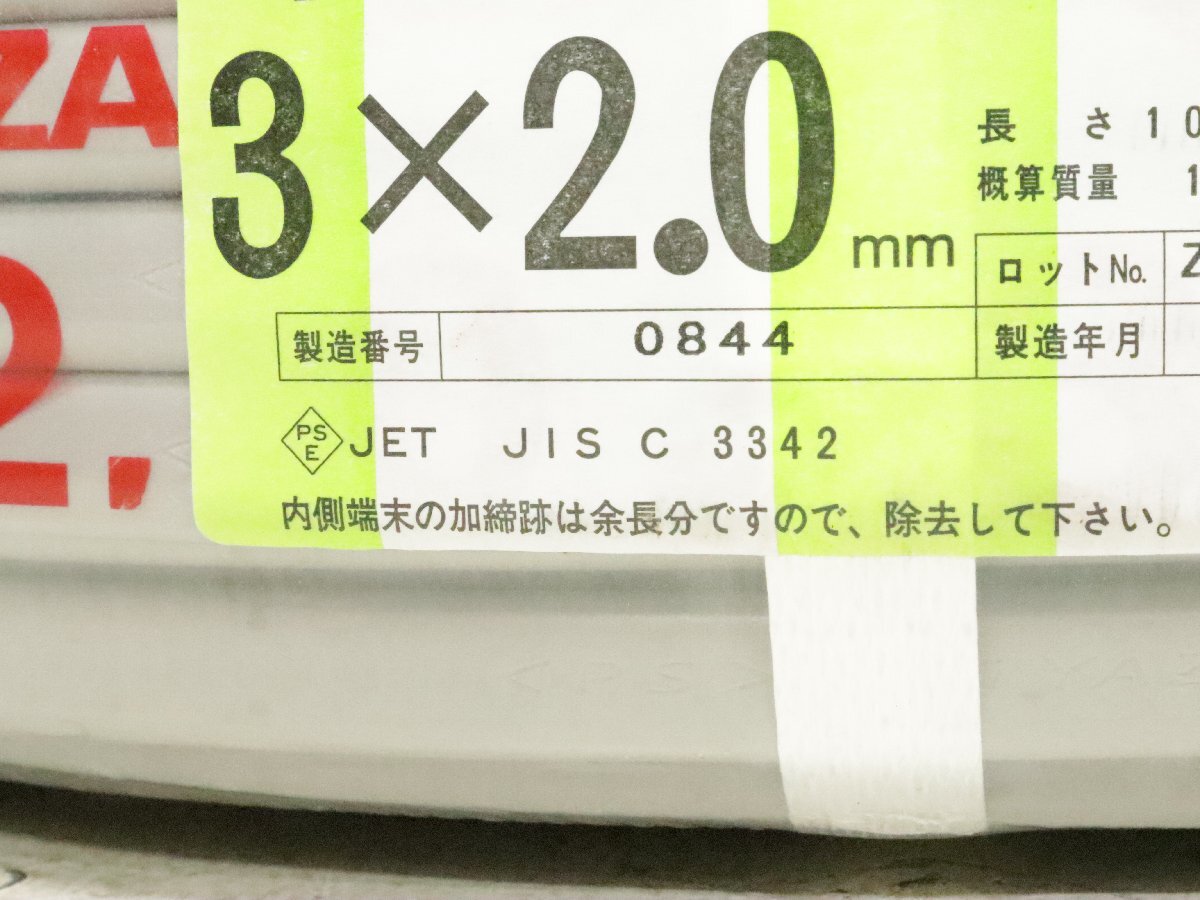 ZA
3×2.0mm
長さ 10
概算質量 1
ロットNo. Z
製造番号 0844 製造年月
2.
PSE JET JIS C 3342
内側端末の加締跡は余長分ですので、除去して下さい。